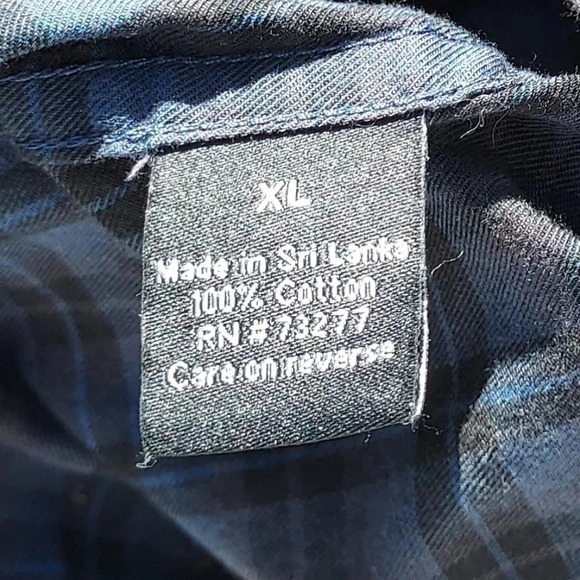 XL
Made in Sri Lanka
100% Cotton
RN # 73277
Care on reverse